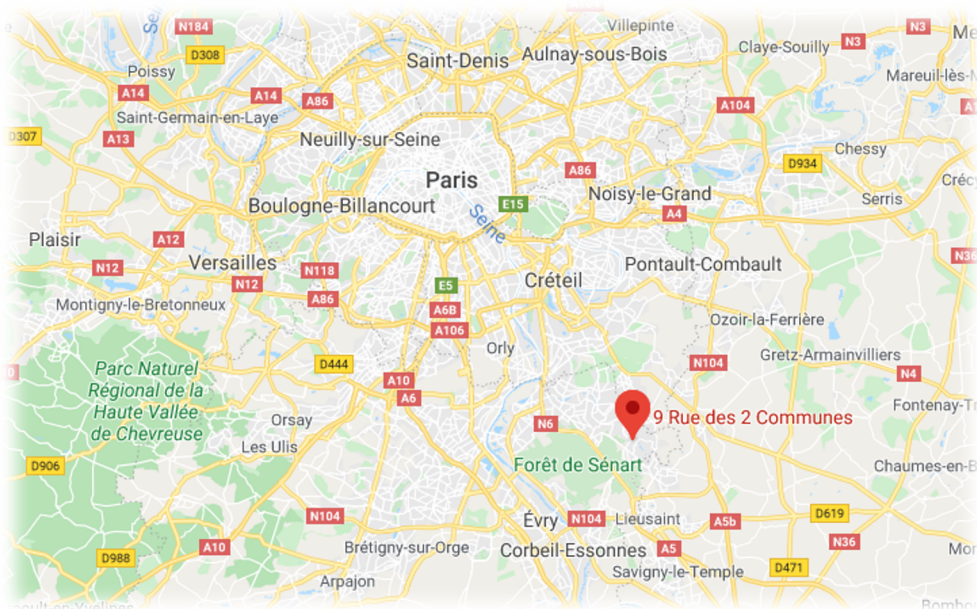 N184
Villepinte
N3
D308
Saint-Denis
Aulnay-sous-Bois
Claye-Souilly
N3
Poissy
Mareuil-lès-
A14
A14
A86
A104
Saint-Germain-en-Laye
D307
A13
Neuilly-sur-Seine
Chessy
D934
A86
Paris
Noisy-le-Grand
Serris
Boulogne-Billancourt
E15
A4
Seine
Plaisir
A12
Versailles
N12
N118
N12
E5
Créteil
Pontault-Combault
N36
Montigny-le-Bretonneux
A86
A6B
A106
Ozoir-la-Ferrière
Orly
Parc Naturel
Régional de la
Haute Vallée
de Chevreuse
D444
N104
Gretz-Armainvilliers
N4
A10
A6
Fontenay-T
9 Rue des 2 Communes
Orsay
N6
Les Ulis
D906
Forêt de Sénart
Chaumes-en-B
N104
Évry
N104
Lieusaint
A5b
D619
A10
Brétigny-sur-Orge
Corbeil-Essonnes
A5
N36
D988
Savigny-le-Temple
D471
Arpajon